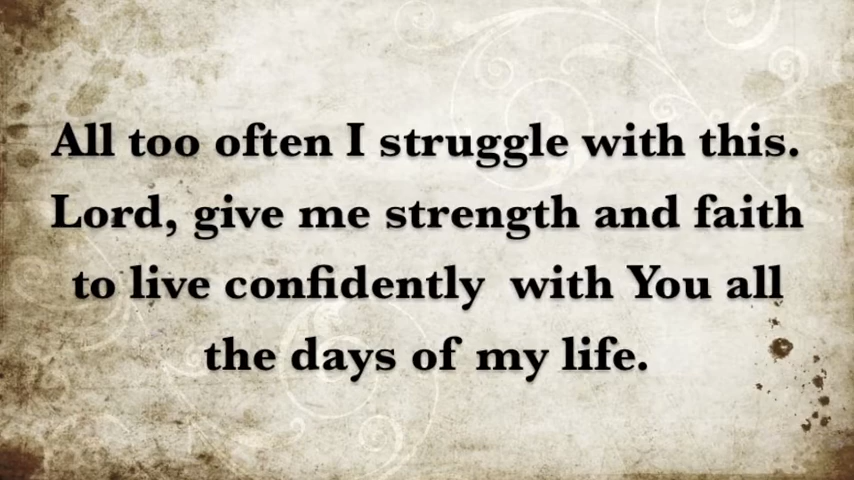 All too often I struggle with this.
Lord, give me strength and faith
to live confidently  with You all
the days of my life.